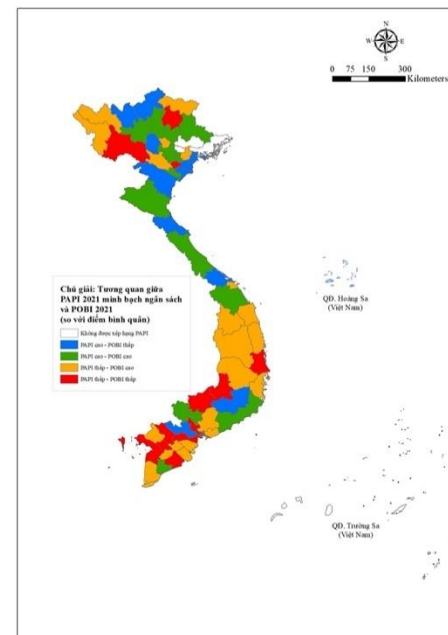 N
W E
S
0 75 150 300
Kilometers
QĐ. Hoàng Sa
(Việt Nam)
Chú giải: Tương quan giữa
PAPI 2021 minh bạch ngân sách
và POBI 2021
(so với điểm bình quân)
Không được xếp hạng PAPI
PAPI cao - POBI thấp
PAPI cao - POBI cao
PAPI thấp - POBI cao
PAPI thấp - POBI thấp
QĐ. Trường Sa
(Việt Nam)